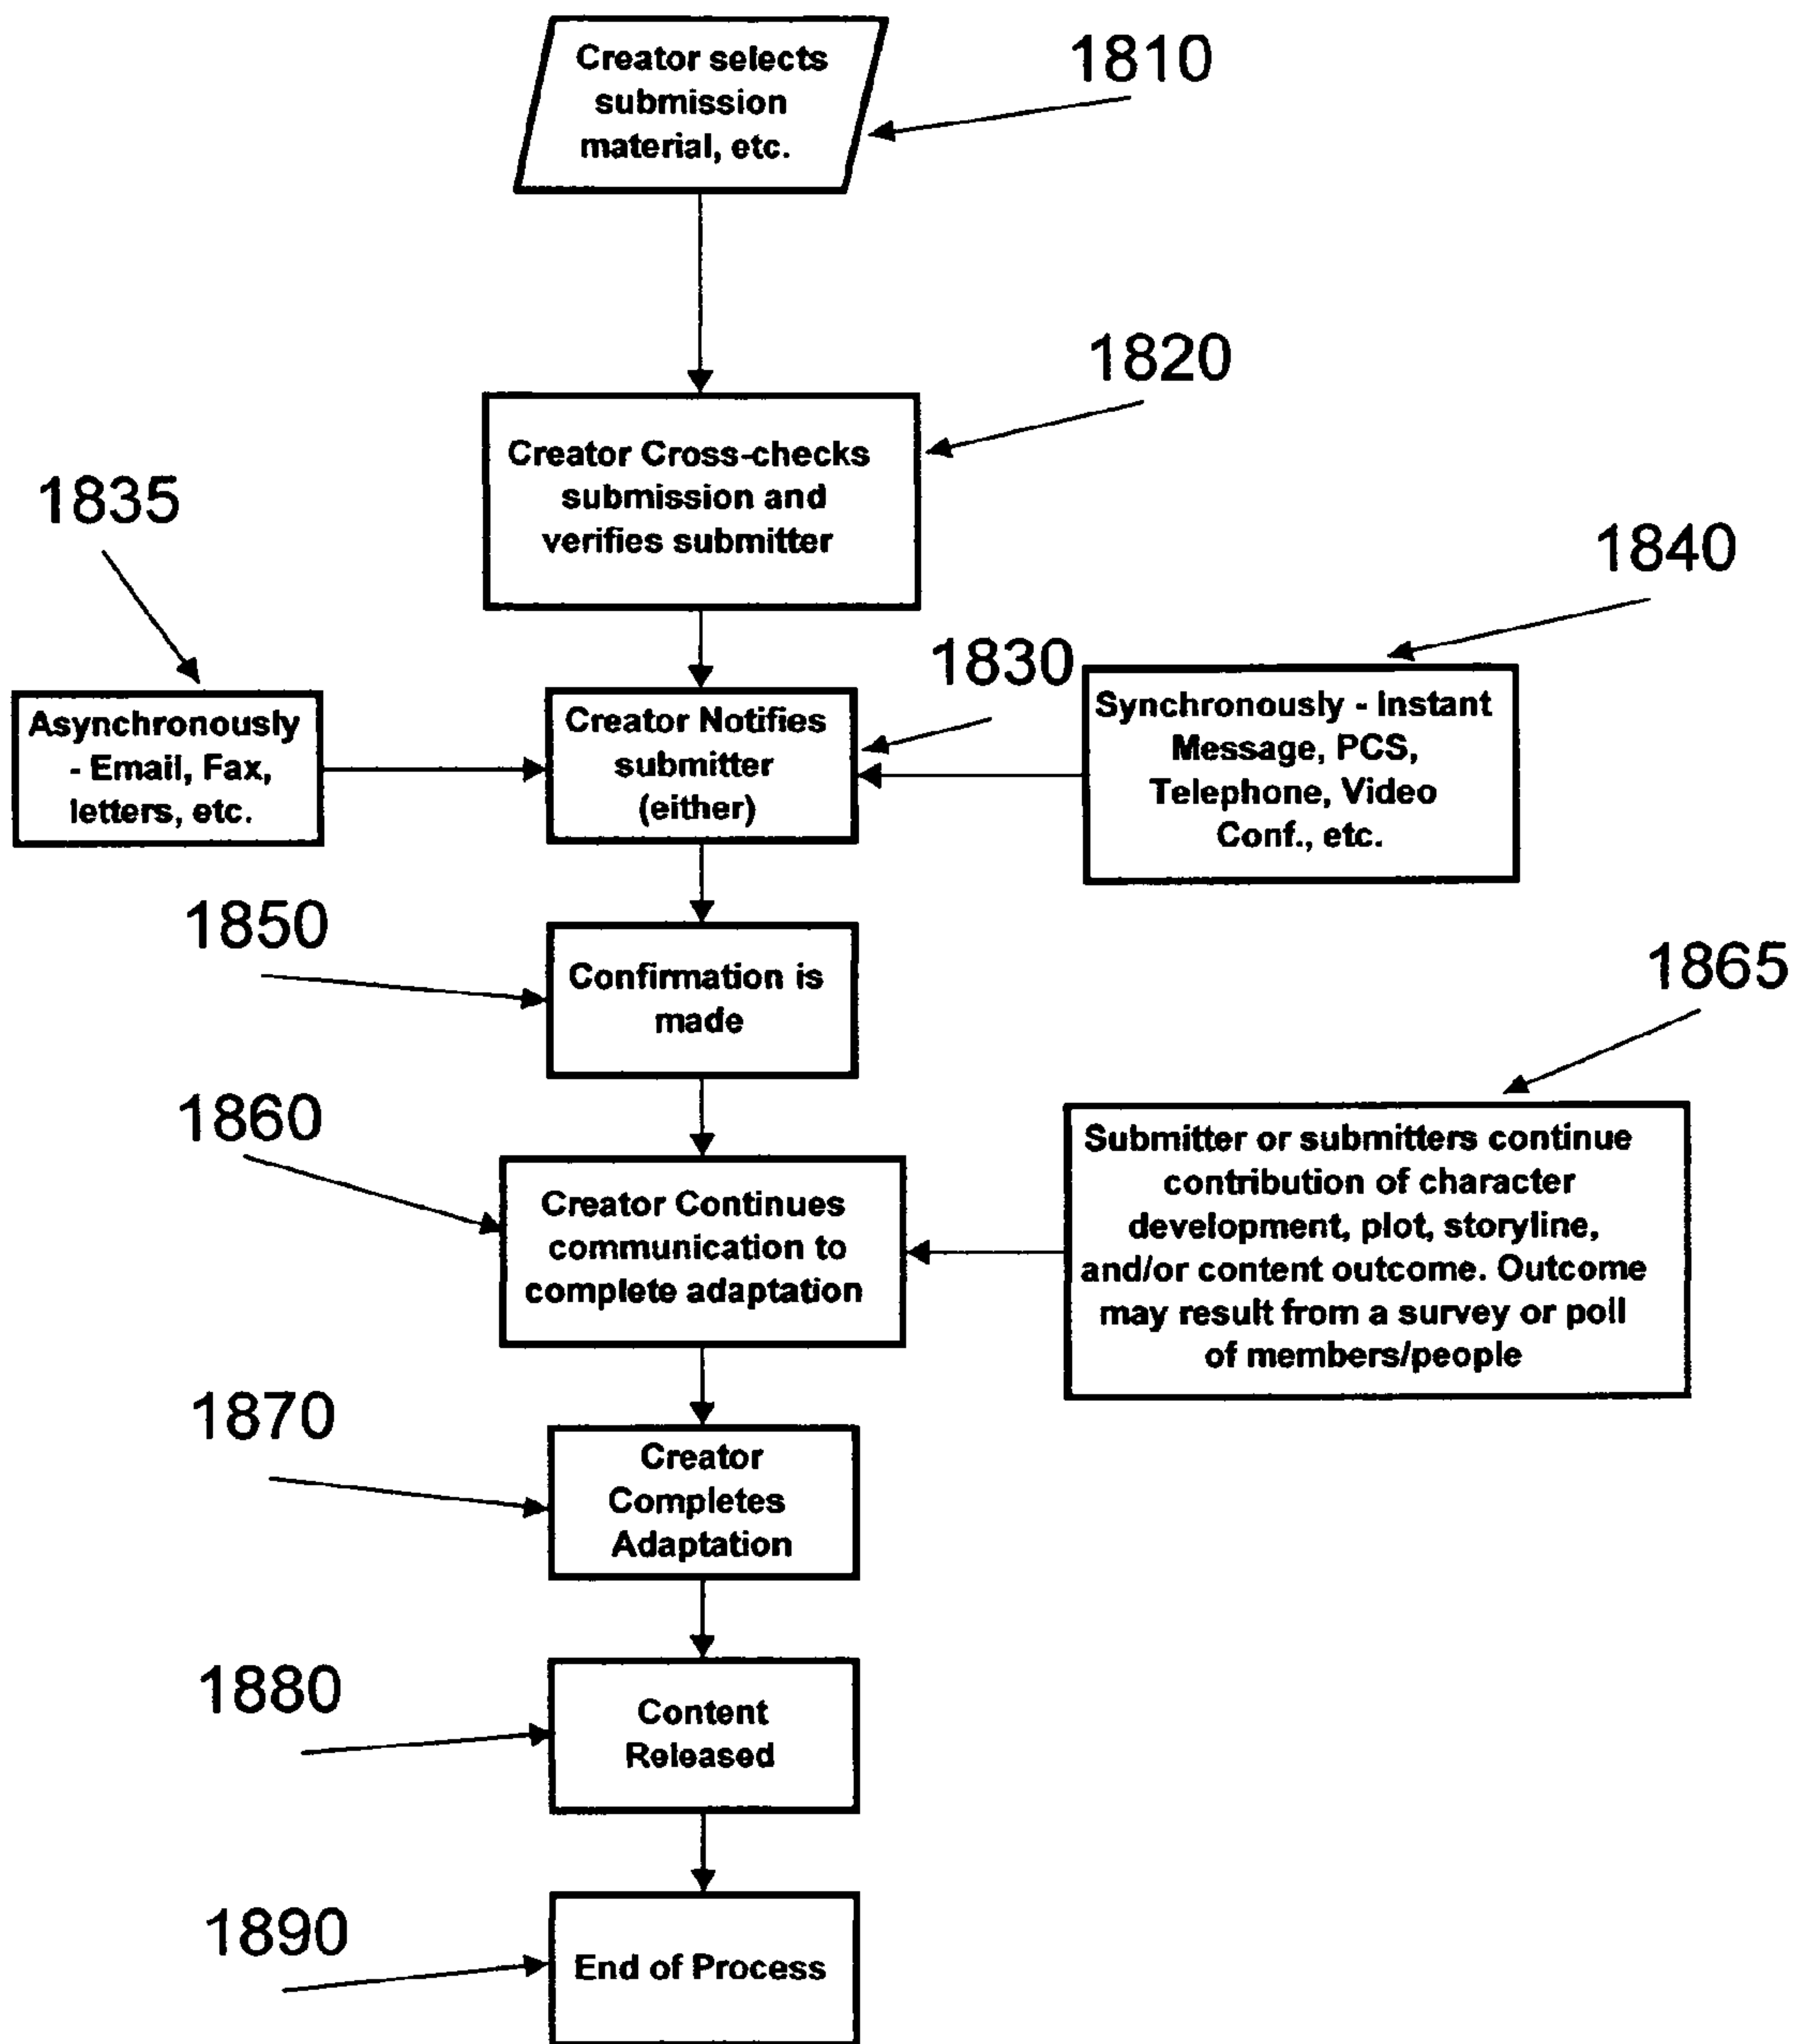 Creator selects
submission
material, etc.
1810
Creator Cross-checks
submission and
verifies submitter
1820
1835
Asynchronously
- Email, Fax,
letters, etc.
Creator Notifies
submitter
(either)
1830
1840
Synchronously - Instant
Message, PCS,
Telephone, Video
Conf., etc.
1850
Confirmation is
made
1860
Creator Continues
communication to
complete adaptation
1865
Submitter or submitters continue
contribution of character
development, plot, storyline,
and/or content outcome. Outcome
may result from a survey or poll
of members/people
1870
Creator
Completes
Adaptation
1880
Content
Released
1890
End of Process